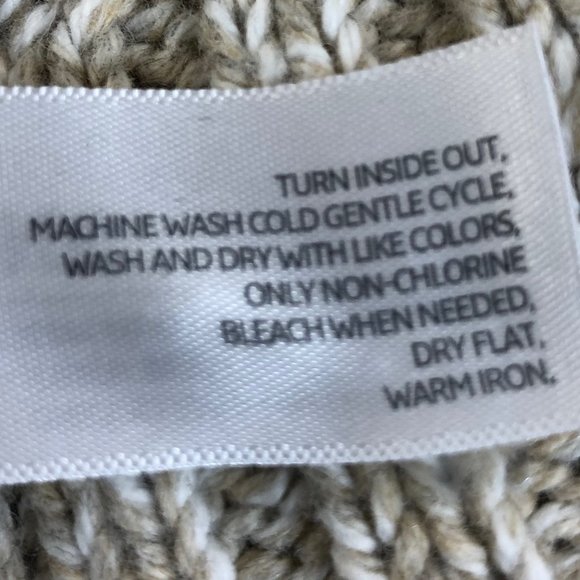 TURN INSIDE OUT,
MACHINE WASH COLD GENTLE CYCLE,
WASH AND DRY WITH LIKE COLORS,
ONLY NON-CHLORINE
BLEACH WHEN NEEDED,
DRY FLAT,
WARM IRON.